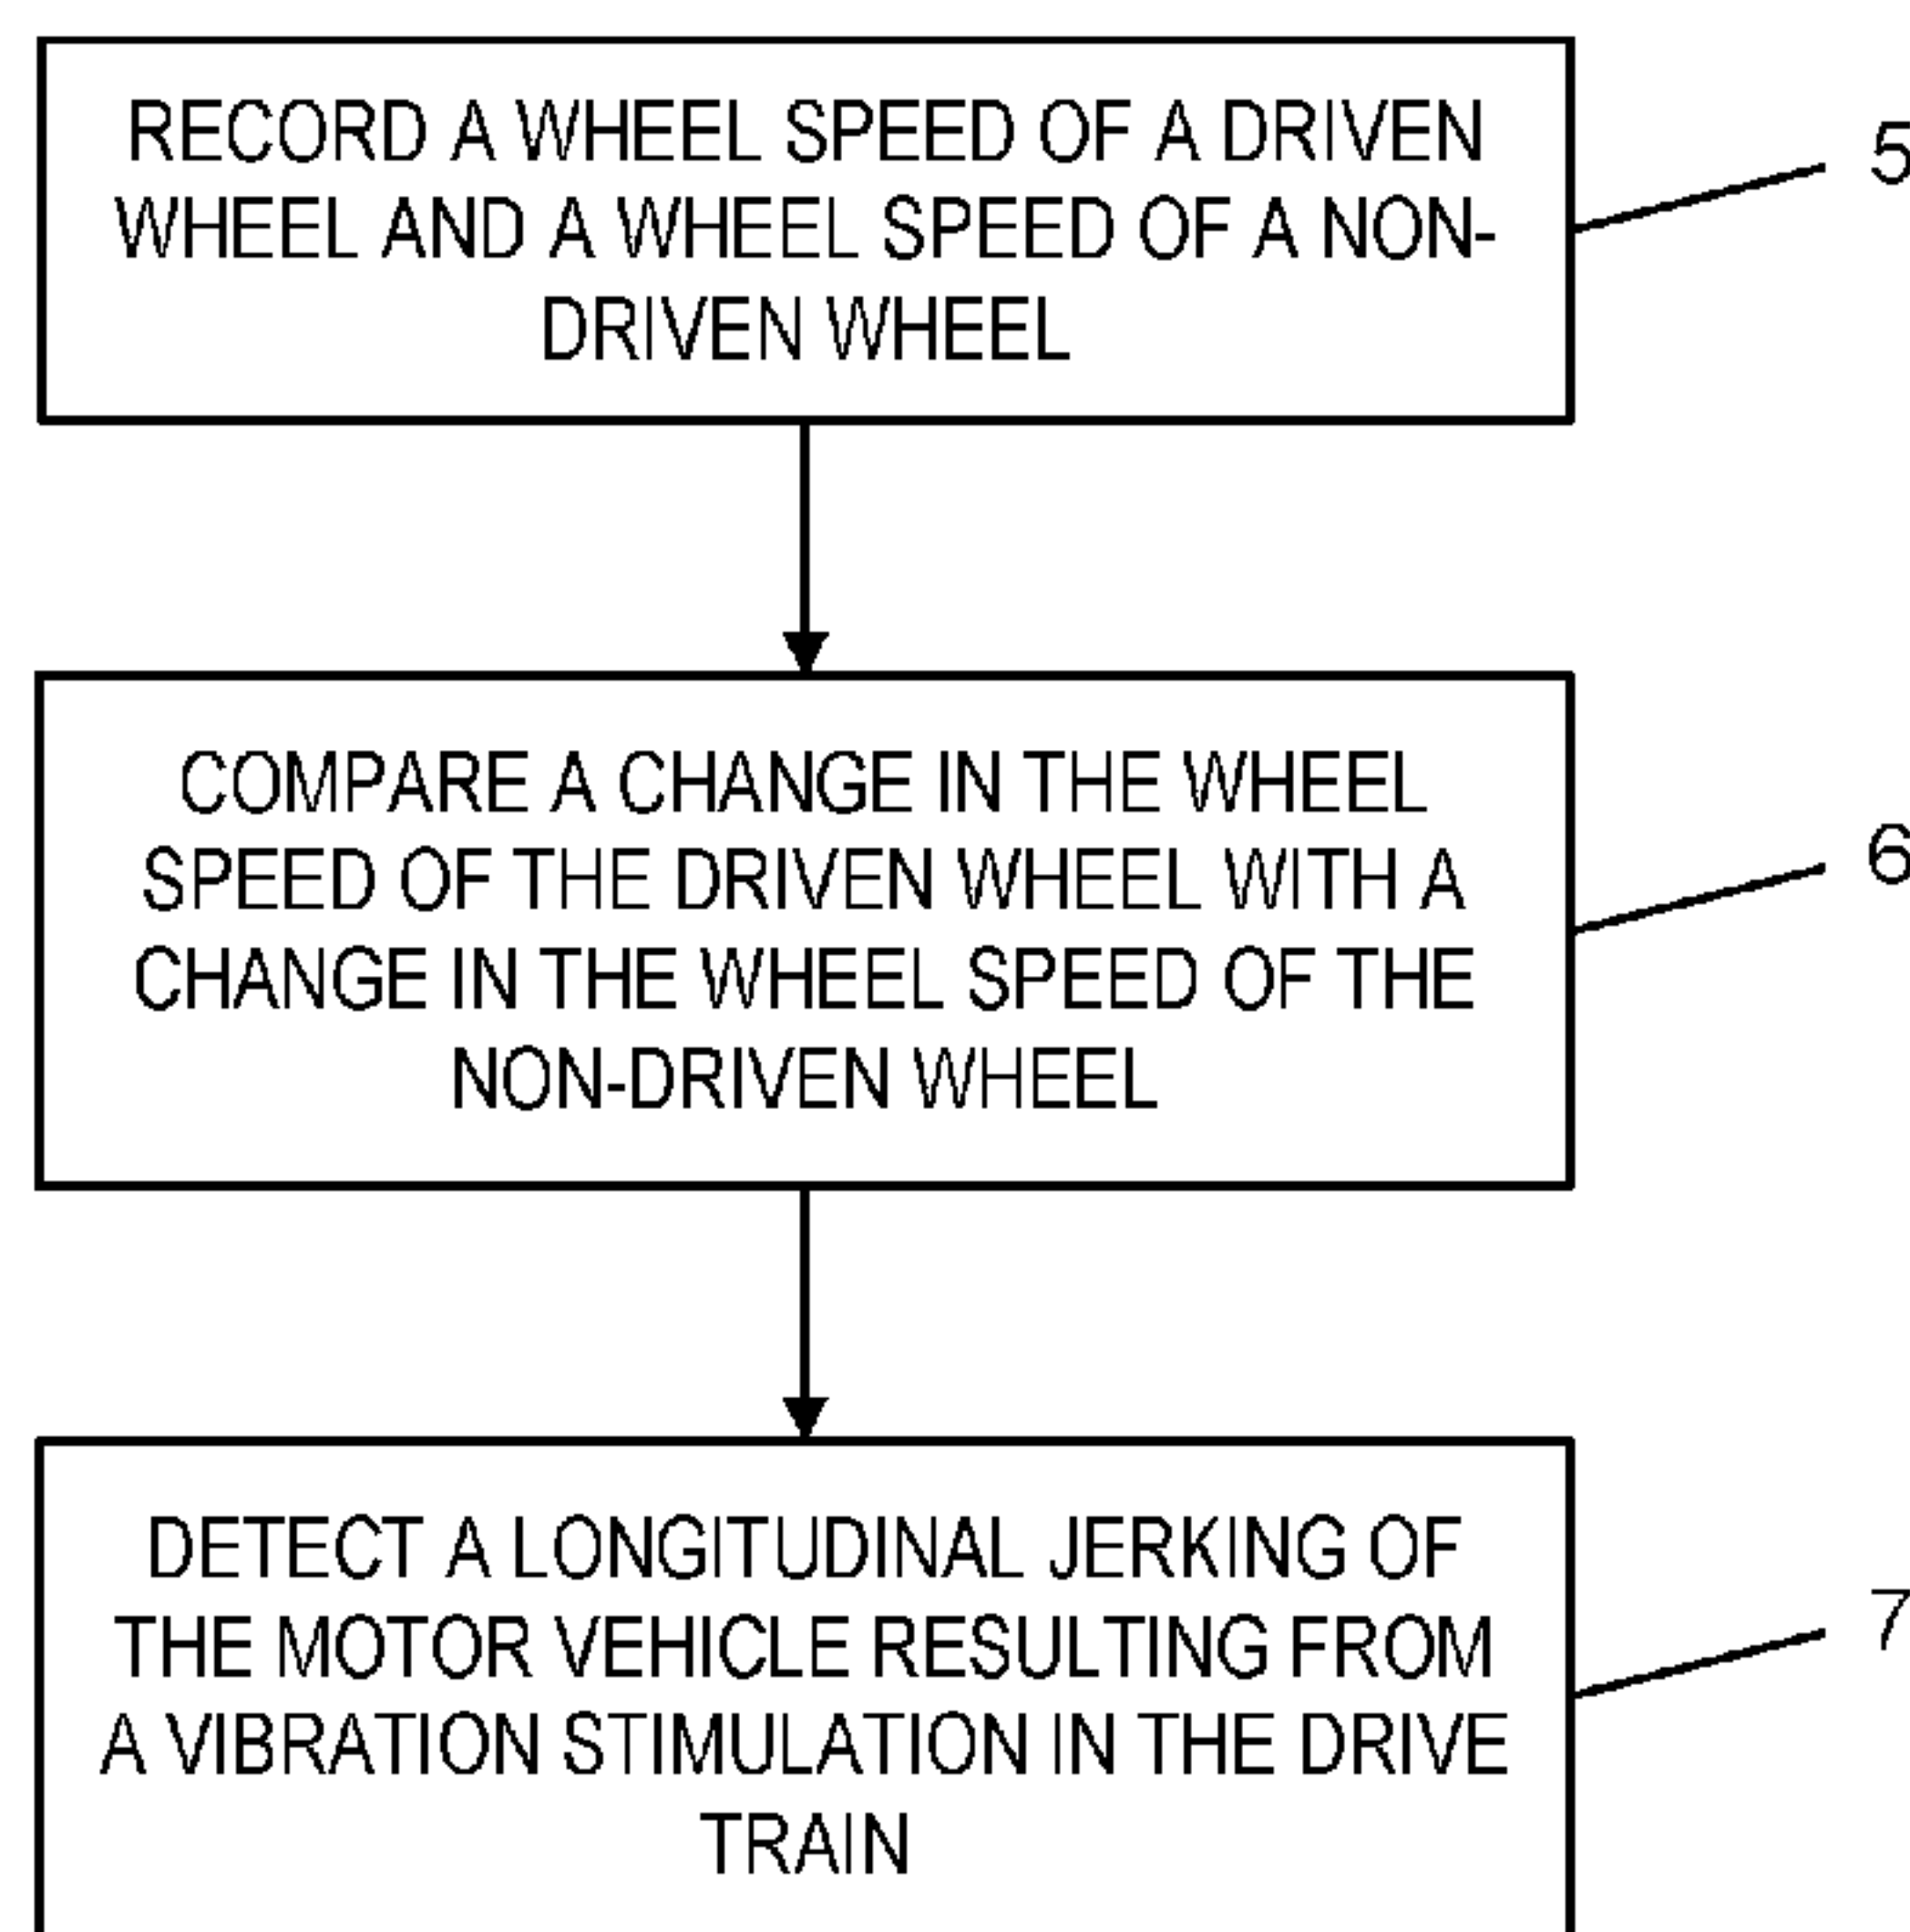 RECORD A WHEEL SPEED OF A DRIVEN
WHEEL AND A WHEEL SPEED OF A NON-
DRIVEN WHEEL
5
COMPARE A CHANGE IN THE WHEEL
SPEED OF THE DRIVEN WHEEL WITH A
CHANGE IN THE WHEEL SPEED OF THE
NON-DRIVEN WHEEL
6
DETECT A LONGITUDINAL JERKING OF
THE MOTOR VEHICLE RESULTING FROM
A VIBRATION STIMULATION IN THE DRIVE
TRAIN
7